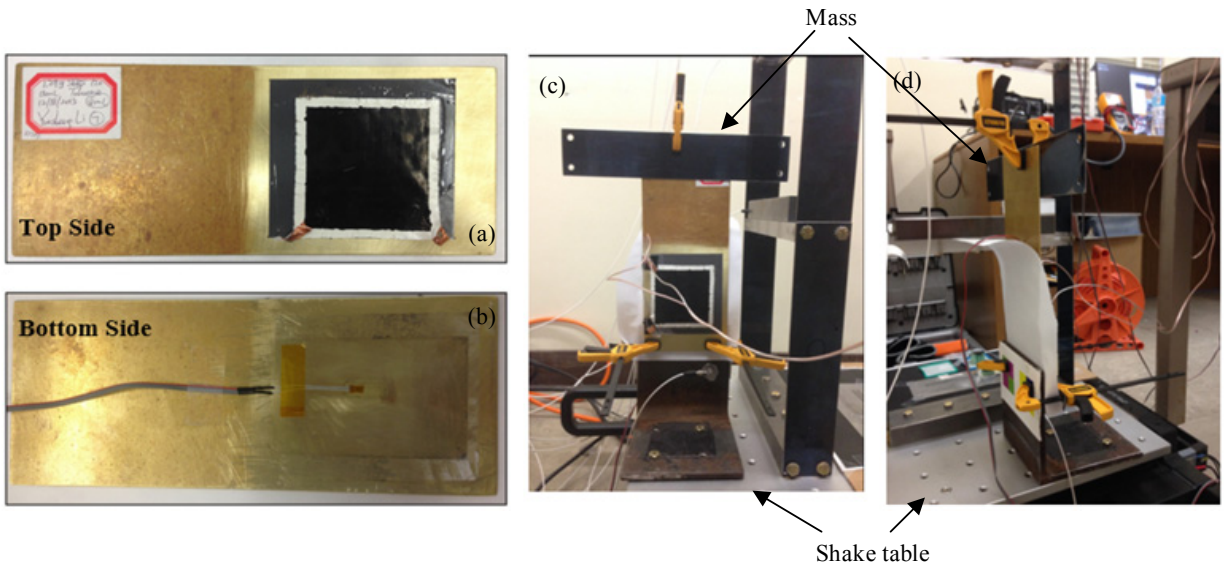 Mass
(c)
(d)
Top Side
(a)
Bottom Side
(b)
Shake table